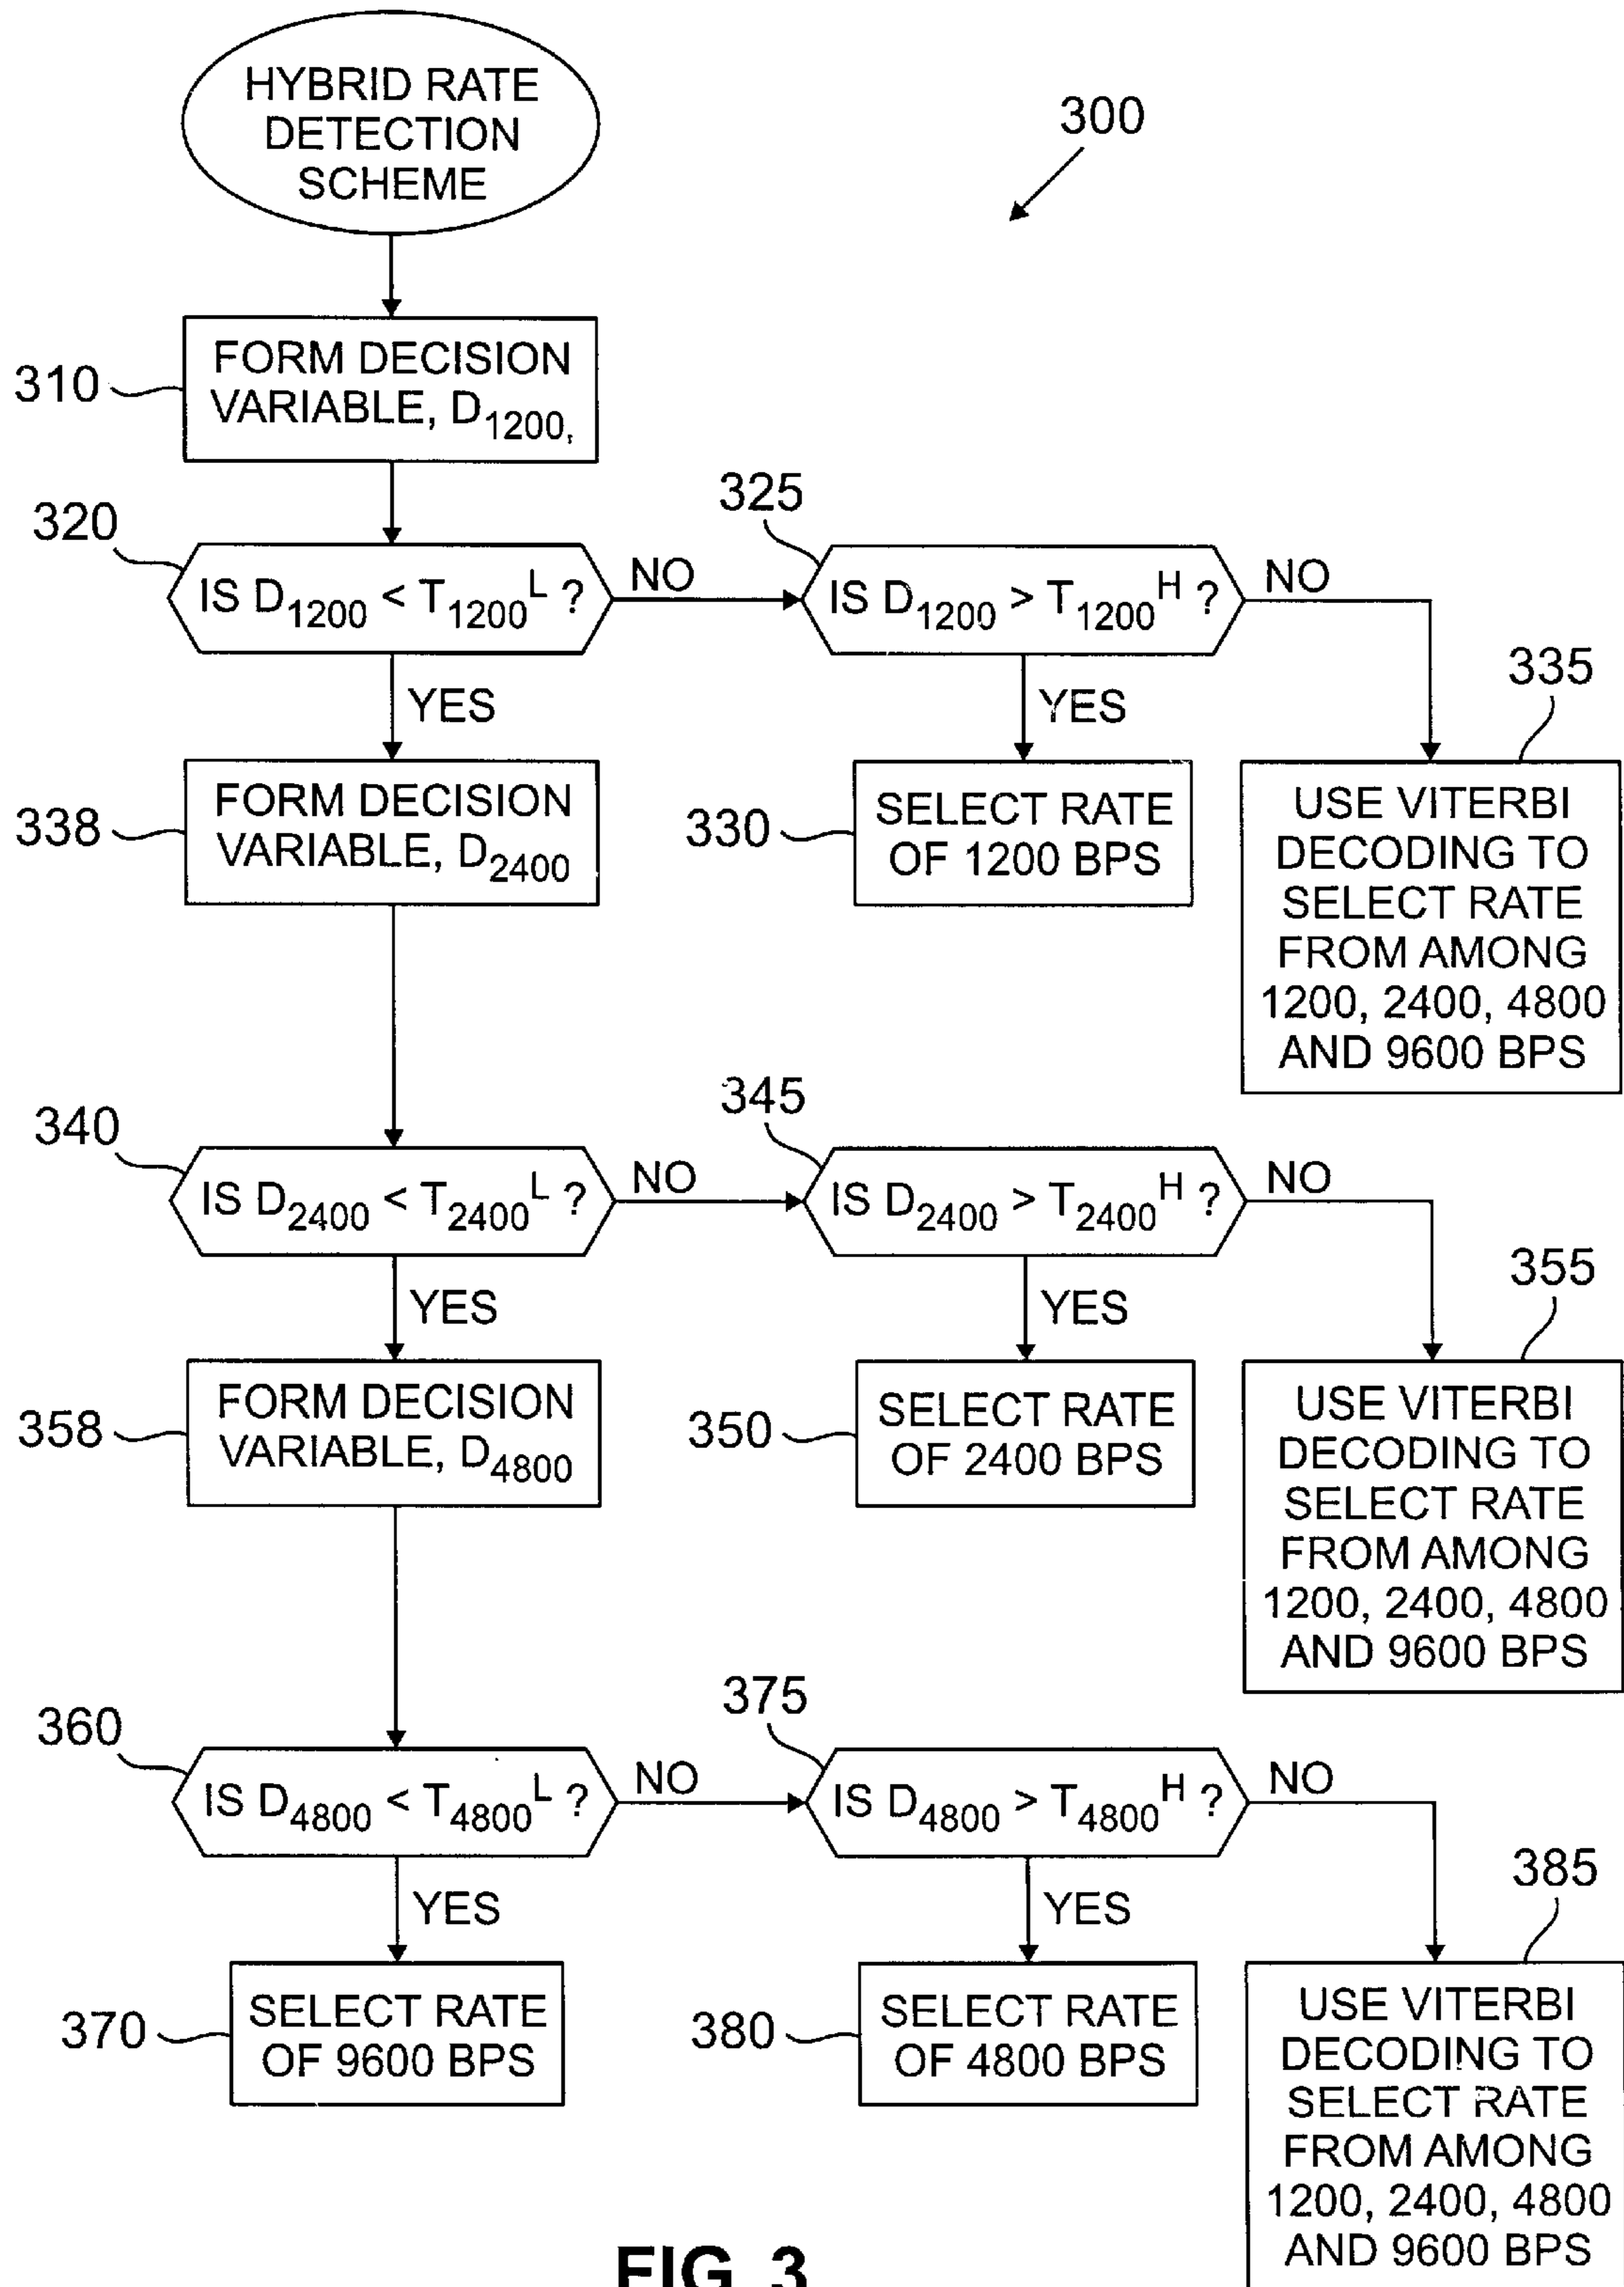 HYBRID RATE
DETECTION
SCHEME
300
310
FORM DECISION
VARIABLE, D1200,
320
IS D1200 < T1200L ?
NO
325
IS D1200 > T1200H ?
NO
YES
YES
335
338
FORM DECISION
VARIABLE, D2400
330
SELECT RATE
OF 1200 BPS
USE VITERBI
DECODING TO
SELECT RATE
FROM AMONG
1200, 2400, 4800
AND 9600 BPS
340
IS D2400 < T2400L ?
NO
345
IS D2400 > T2400H ?
NO
YES
YES
355
358
FORM DECISION
VARIABLE, D4800
350
SELECT RATE
OF 2400 BPS
USE VITERBI
DECODING TO
SELECT RATE
FROM AMONG
1200, 2400, 4800
AND 9600 BPS
360
IS D4800 < T4800L ?
NO
375
IS D4800 > T4800H ?
NO
YES
YES
385
370
SELECT RATE
OF 9600 BPS
380
SELECT RATE
OF 4800 BPS
USE VITERBI
DECODING TO
SELECT RATE
FROM AMONG
1200, 2400, 4800
AND 9600 BPS
FIG. 3